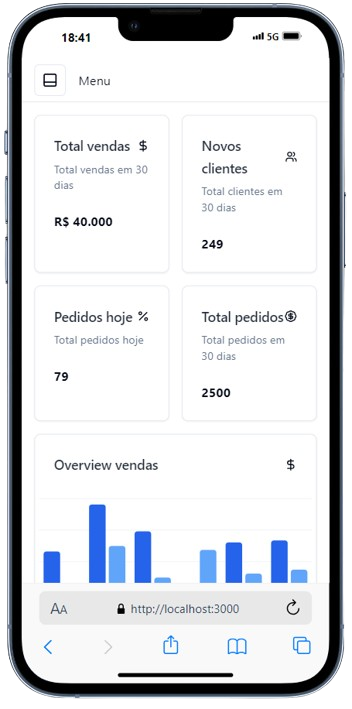 18:41
5G
Menu
Total vendas $
Total vendas em 30
dias
R$ 40.000
Novos
clientes
Total clientes em
30 dias
249
Pedidos hoje %
Total pedidos hoje
79
Total pedidos $
Total pedidos em
30 dias
2500
Overview vendas $
AA http://localhost:3000